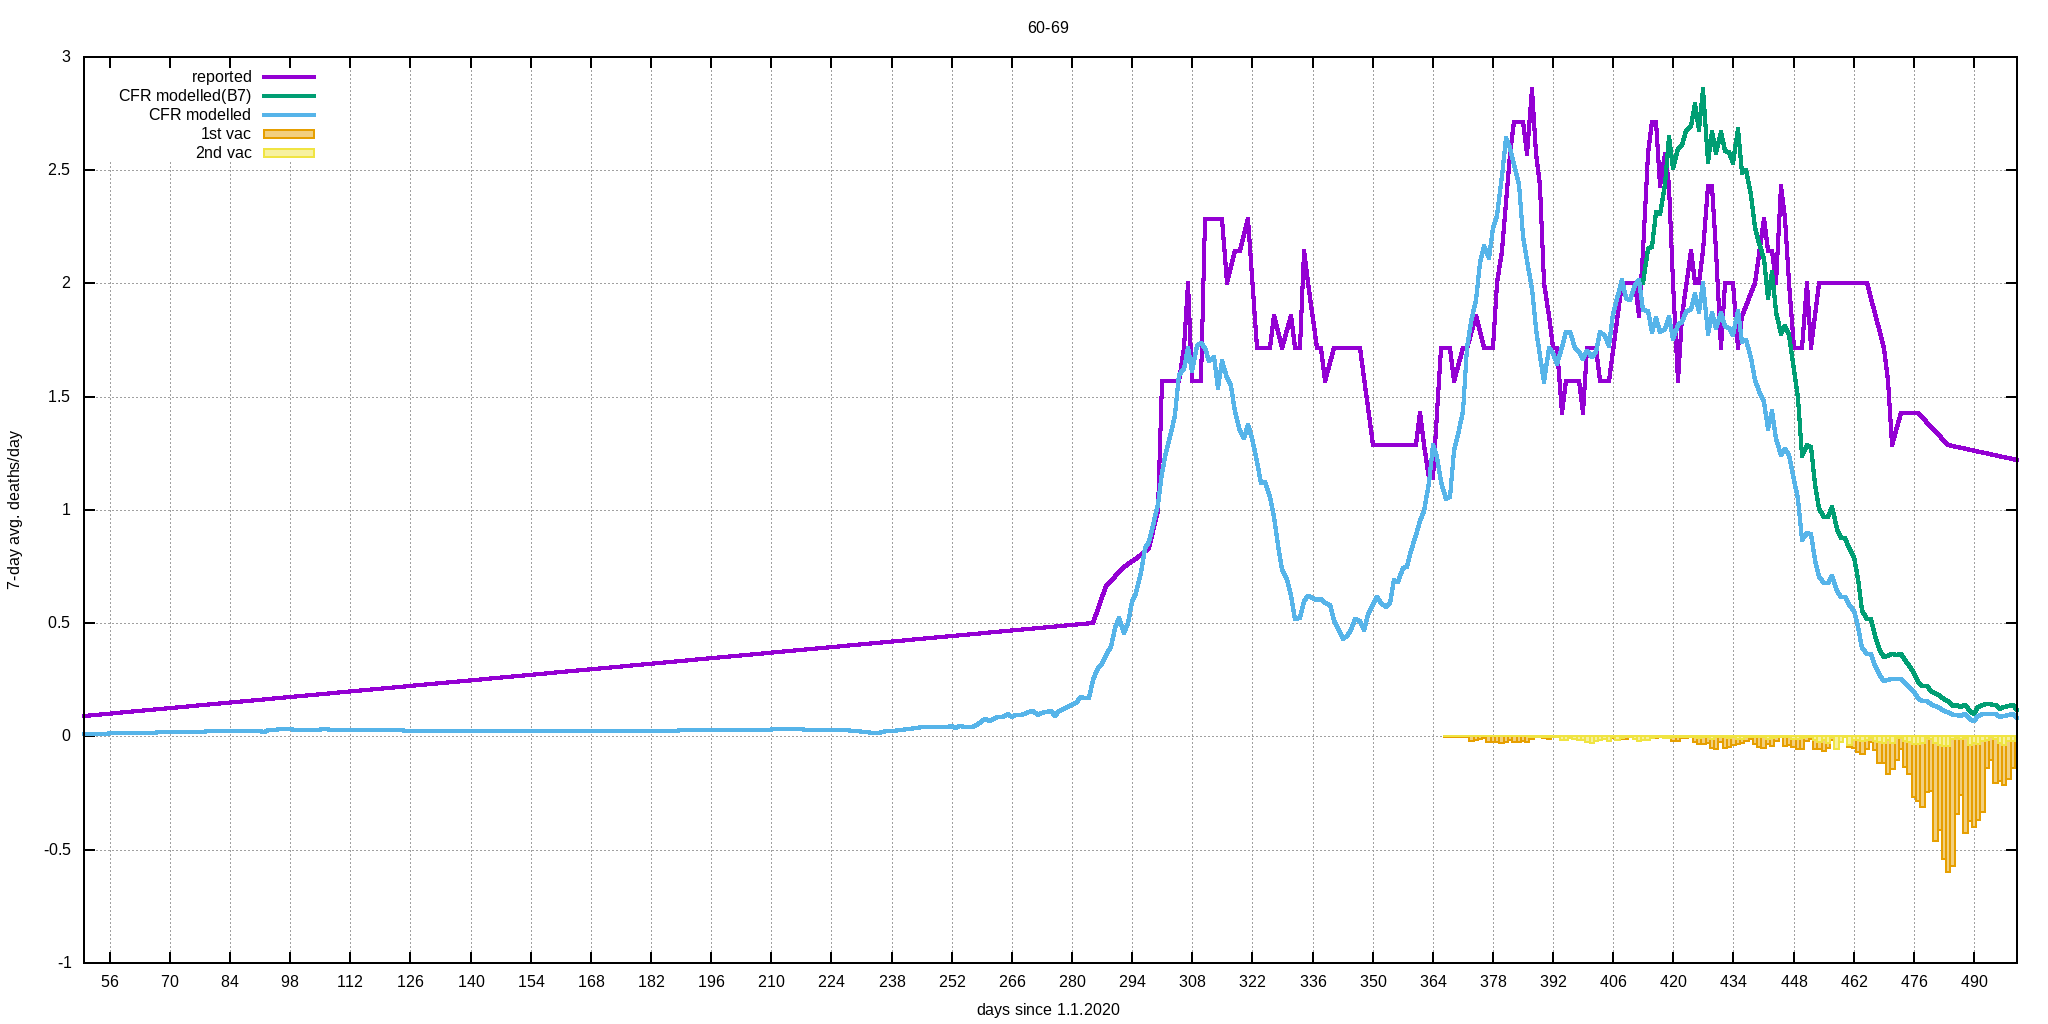 60-69
3
2.5
2
1.5
1
0.5
0
-0.5
-1
7-day avg. deaths/day
reported
CFR modelled(B7)
CFR modelled
1st vac
2nd vac
56 70 84 98 112 126 140 154 168 182 196 210 224 238 252 266 280 294 308 322 336 350 364 378 392 406 420 434 448 462 476 490
days since 1.1.2020